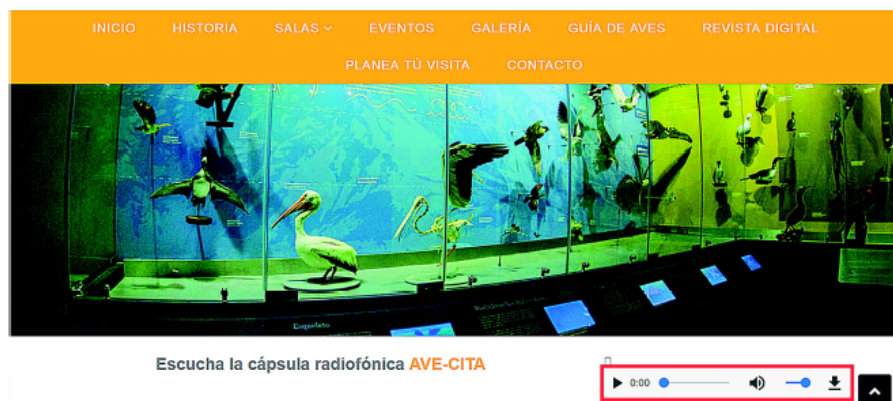 INICIO HISTORIA SALAS EVENTOS GALERÍA GUÍA DE AVES REVISTA DIGITAL
PLANEA TÚ VISITA CONTACTO
Esqueleto
Escucha la cápsula radiofónica AVE-CITA
0:00